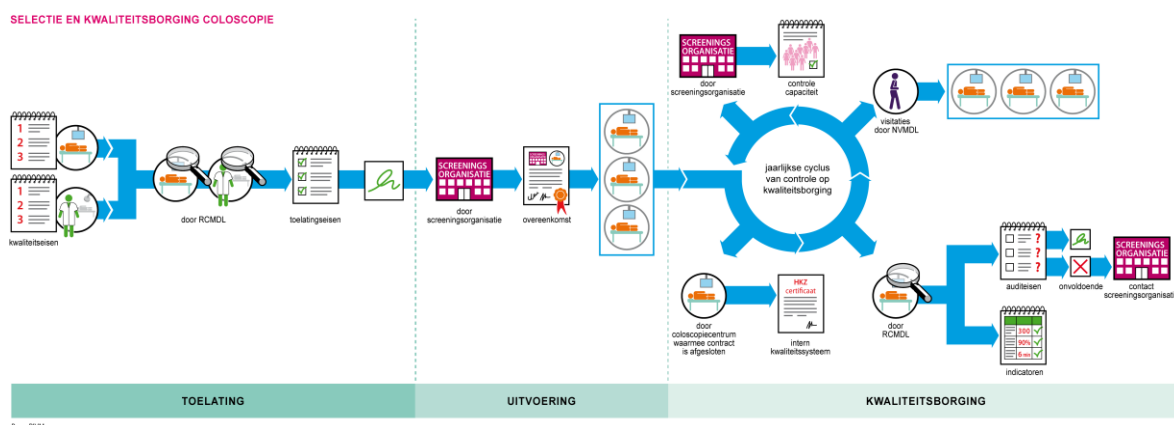 SELECTIE EN KWALITEITSBORGING COLOSCOPIE
1
2
3
1
2
3
kwaliteitseisen
door RCMDL
toelatingseisen
SCREENINGS
ORGANISATIE
door
screeningsorganisatie
overeenkomst
SCREENINGS
ORGANISATIE
door
screeningsorganisatie
controle
capaciteit
visitaties
door NVMDL
jaarlijkse cyclus
van controle op
kwaliteitsborging
door
coloscopiecentrum
waarmee contract
is afgesloten
HKZ
certificaat
intern
kwaliteitssysteem
door
RCMDL
?
?
?
auditeisen
onvoldoende
SCREENINGS
ORGANISATIE
contact
screeningsorganisati
300
90%
6 min
indicatoren
TOELATING
UITVOERING
KWALITEITSBORGING